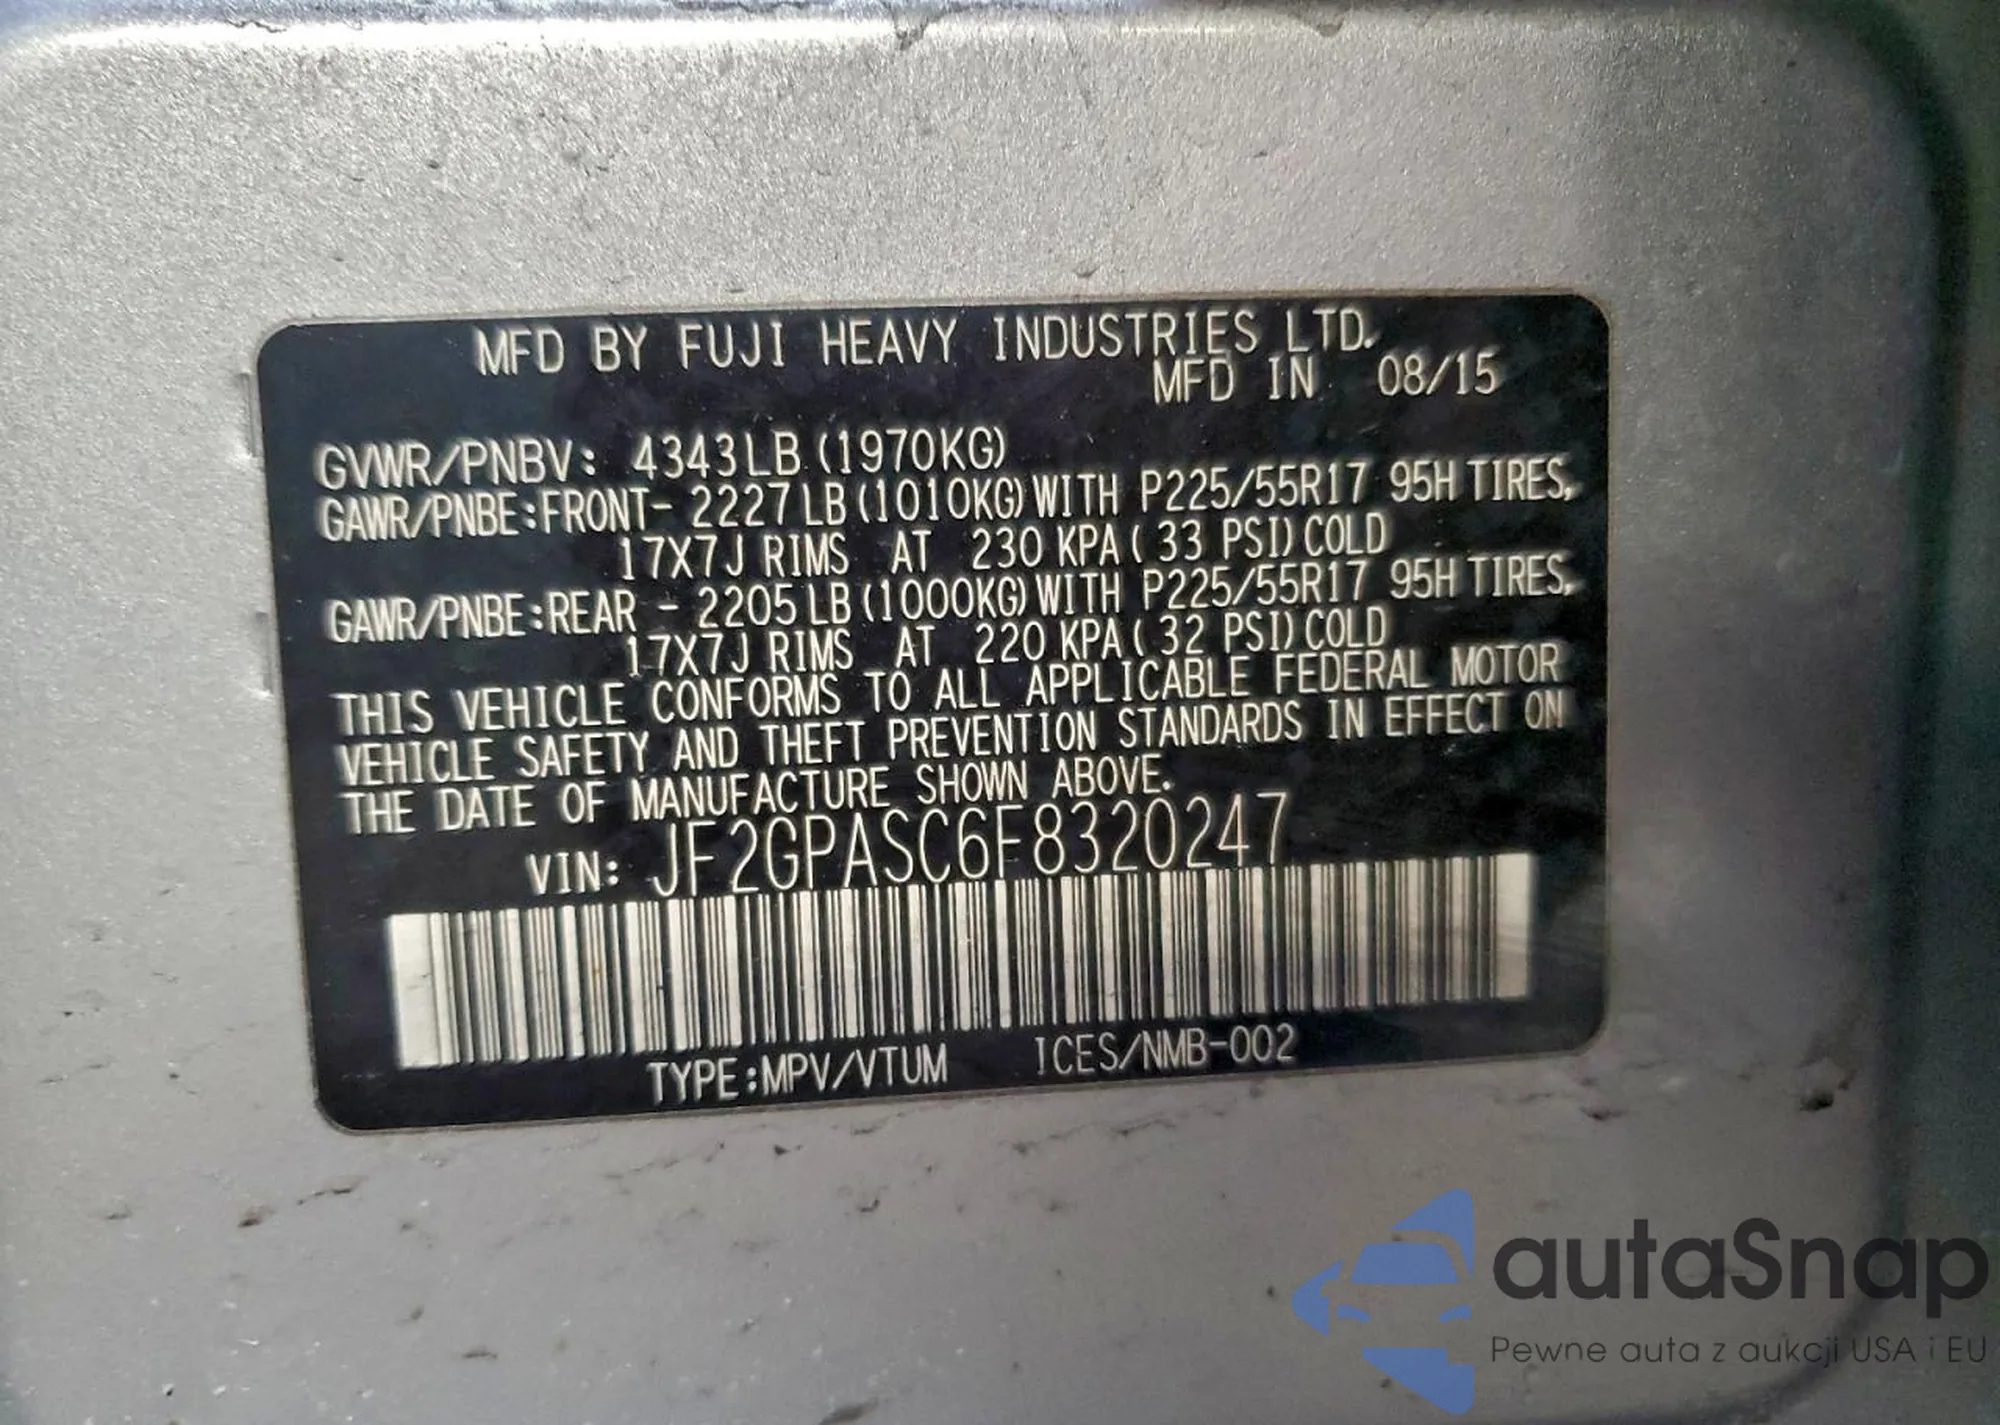 MFD BY FUJI HEAVY INDUSTRIES LTD.
MFD IN 08/15
GVWR/PNBV: 4343LB (1970KG)
GAWR/PNBE:FRONT- 2227LB (1010KG) WITH P225/55R17 95H TIRES,
17X7J RIMS AT 230 KPA ( 33 PSI) COLD
GAWR/PNBE:REAR - 2205LB (1000KG) WITH P225/55R17 95H TIRES,
17X7J RIMS AT 220 KPA ( 32 PSI) COLD
THIS VEHICLE CONFORMS TO ALL APPLICABLE FEDERAL MOTOR
VEHICLE SAFETY AND THEFT PREVENTION STANDARDS IN EFFECT ON
THE DATE OF MANUFACTURE SHOWN ABOVE.
VIN: JF2GPASC6F8320247
TYPE:MPV/VTUM ICES/NMB-002
autaSnap
Pewne auta z aukcji USA i EU